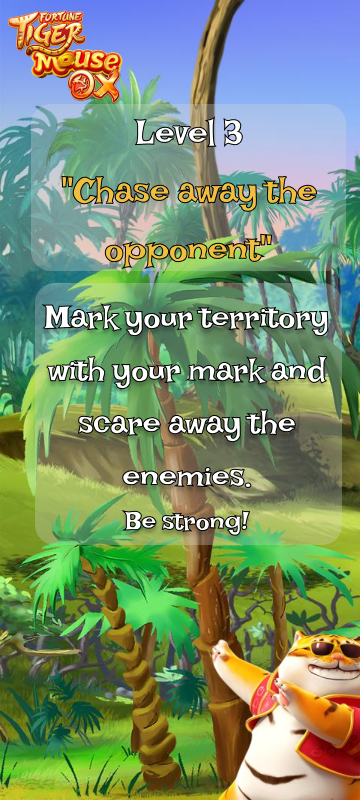 FORTUNE
TIGER
Mouse
OX
Level 3
"Chase away the
opponent"
Mark your territory
with your mark and
scare away the
enemies.
Be strong!